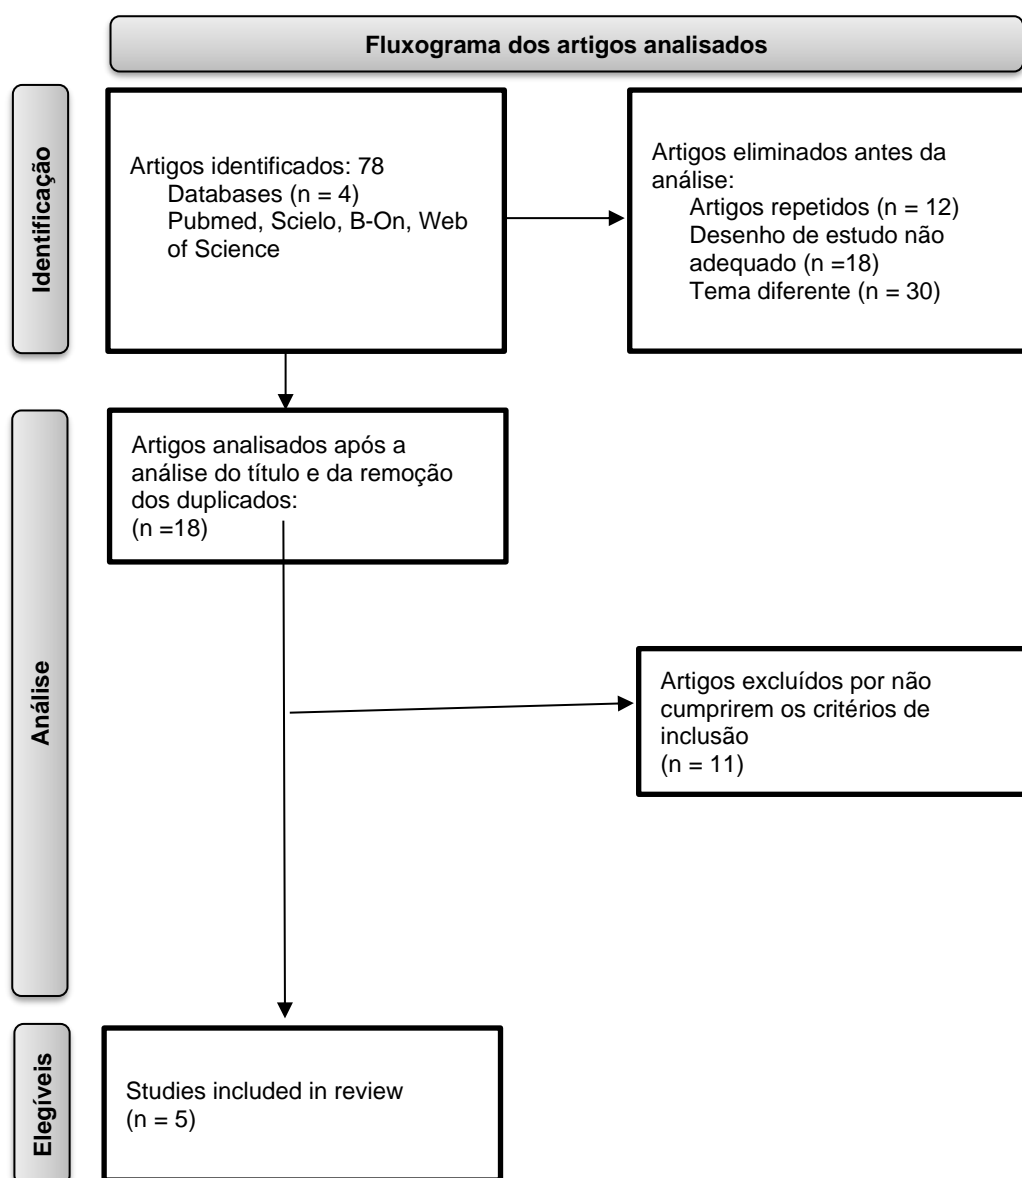 Fluxograma dos artigos analisados
Identificação
Artigos identificados: 78
Databases (n = 4)
Pubmed, Scielo, B-On, Web
of Science
Artigos eliminados antes da
análise:
Artigos repetidos (n = 12)
Desenho de estudo não
adequado (n =18)
Tema diferente (n = 30)
Análise
Artigos analisados após a
análise do título e da remoção
dos duplicados:
(n =18)
Artigos excluídos por não
cumprirem os critérios de
inclusão
(n = 11)
Elegíveis
Studies included in review
(n = 5)